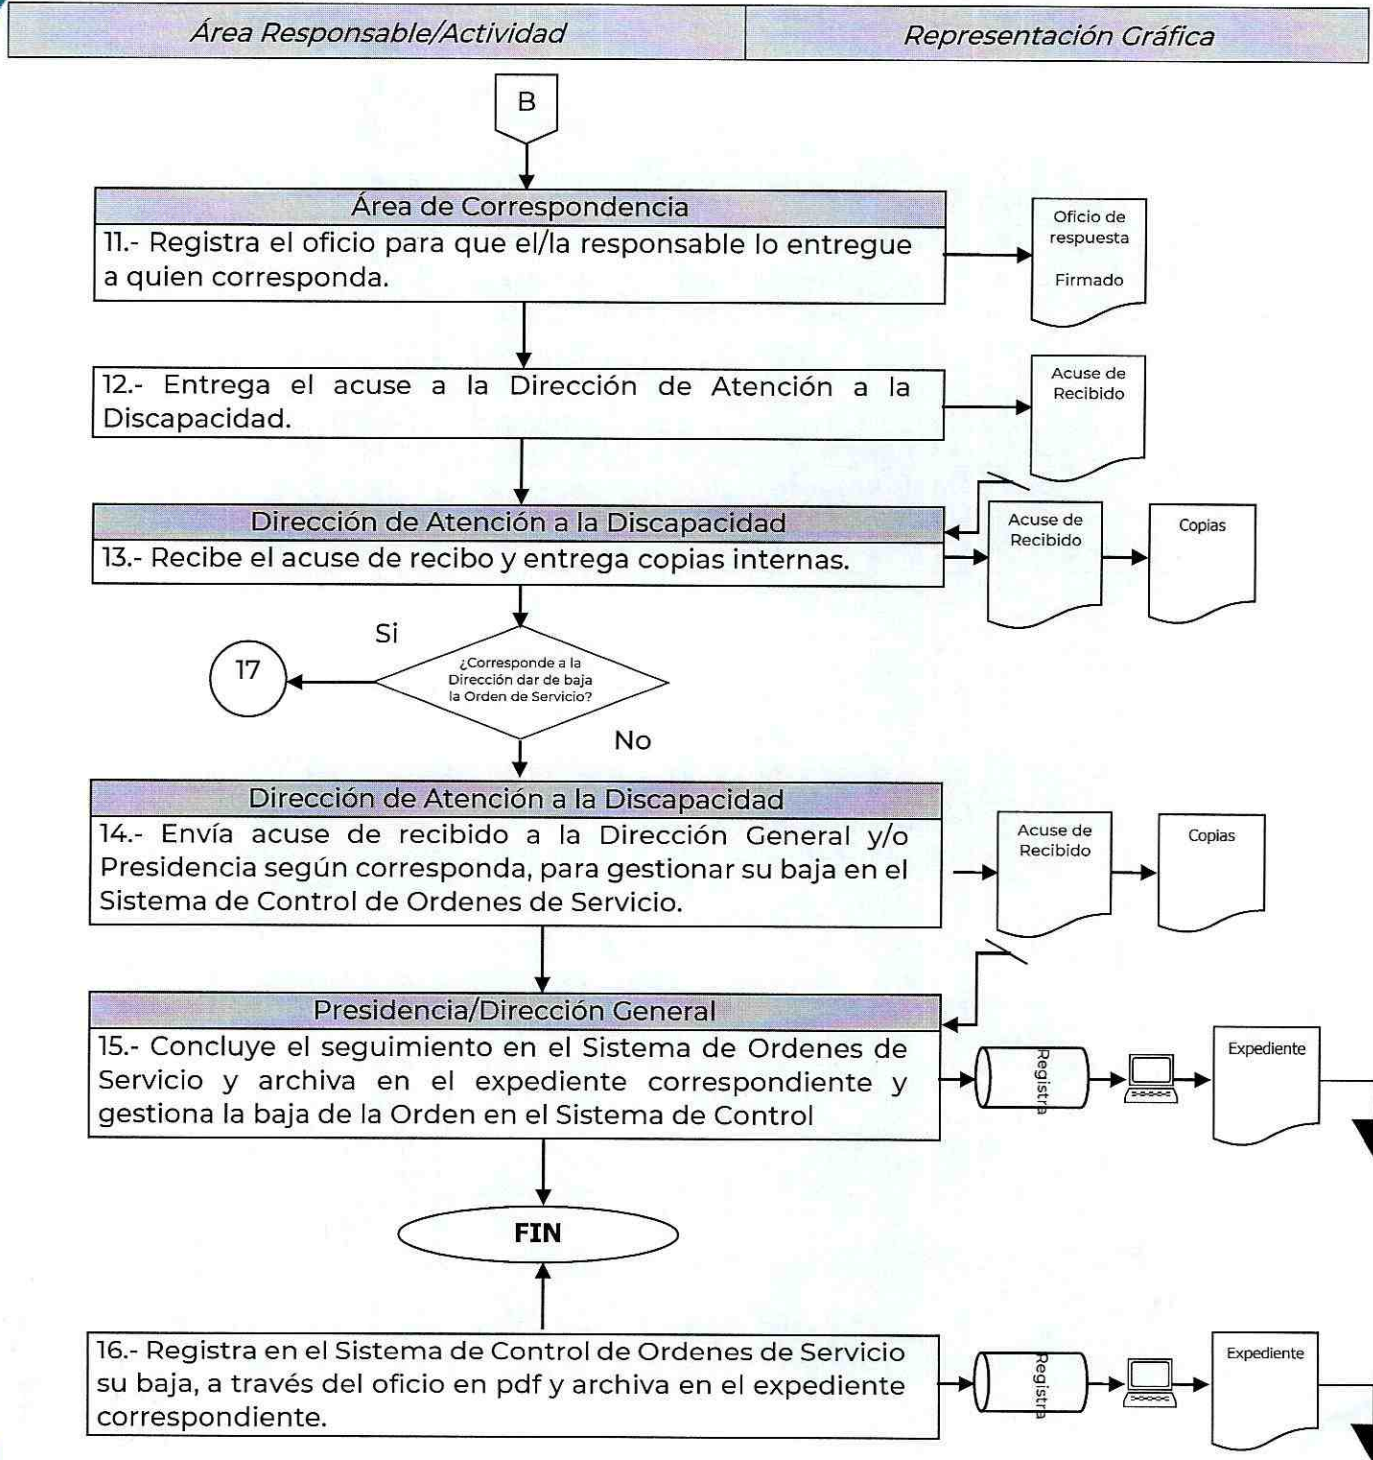 Área Responsable/Actividad
Representación Gráfica
B
Área de Correspondencia
11.- Registra el oficio para que el/la responsable lo entregue
a quien corresponda.
Oficio de
respuesta
Firmado
12.- Entrega el acuse a la Dirección de Atención a la
Discapacidad.
Acuse de
Recibido
Dirección de Atención a la Discapacidad
13.- Recibe el acuse de recibo y entrega copias internas.
Acuse de
Recibido
Copias
Si
17
¿Corresponde a la
Dirección dar de baja
la Orden de Servicio?
No
Dirección de Atención a la Discapacidad
14.- Envía acuse de recibido a la Dirección General y/o
Presidencia según corresponda, para gestionar su baja en el
Sistema de Control de Ordenes de Servicio.
Acuse de
Recibido
Copias
Presidencia/Dirección General
15.- Concluye el seguimiento en el Sistema de Ordenes de
Servicio y archiva en el expediente correspondiente y
gestiona la baja de la Orden en el Sistema de Control
Registra
Expediente
FIN
16.- Registra en el Sistema de Control de Ordenes de Servicio
su baja, a través del oficio en pdf y archiva en el expediente
correspondiente.
Registra
Expediente